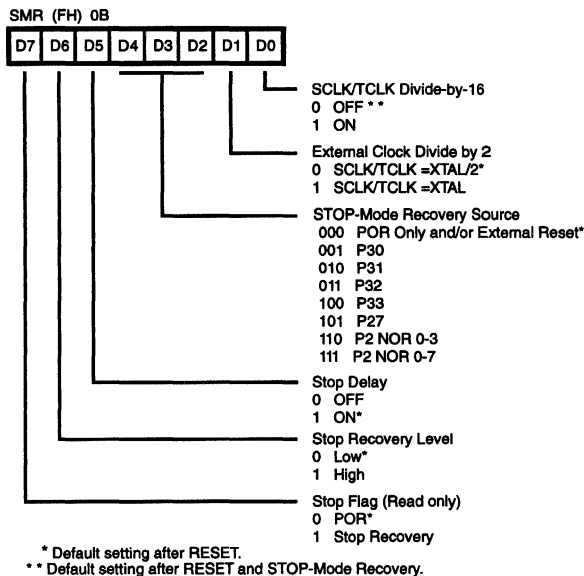 SMR (FH) 0B
D7 D6 D5 D4 D3 D2 D1 D0
SCLK/TCLK Divide-by-16
0 OFF * *
1 ON
External Clock Divide by 2
0 SCLK/TCLK =XTAL/2*
1 SCLK/TCLK =XTAL
STOP-Mode Recovery Source
000 POR Only and/or External Reset*
001 P30
010 P31
011 P32
100 P33
101 P27
110 P2 NOR 0-3
111 P2 NOR 0-7
Stop Delay
0 OFF
1 ON*
Stop Recovery Level
0 Low*
1 High
Stop Flag (Read only)
0 POR*
1 Stop Recovery
* Default setting after RESET.
* * Default setting after RESET and STOP-Mode Recovery.